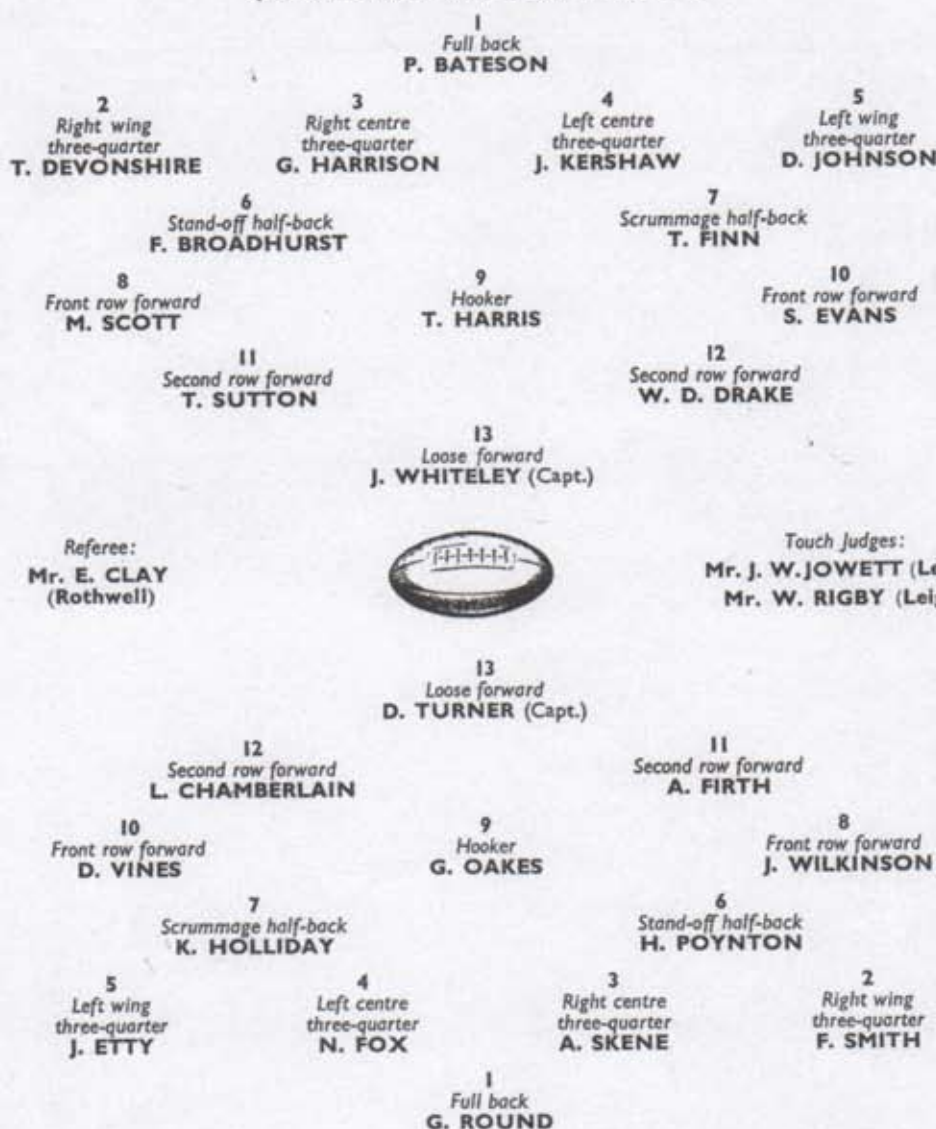 1
Full back
P. BATESON
2
Right wing
three-quarter
T. DEVONSHIRE
3
Right centre
three-quarter
G. HARRISON
4
Left centre
three-quarter
J. KERSHAW
5
Left wing
three-quarter
D. JOHNSON
6
Stand-off half-back
F. BROADHURST
7
Scrummage half-back
T. FINN
8
Front row forward
M. SCOTT
9
Hooker
T. HARRIS
10
Front row forward
S. EVANS
11
Second row forward
T. SUTTON
12
Second row forward
W. D. DRAKE
13
Loose forward
J. WHITELEY (Capt.)
Referee:
Mr. E. CLAY
(Rothwell)
Touch Judges:
Mr. J. W. JOWETT (Le
Mr. W. RIGBY (Leig
13
Loose forward
D. TURNER (Capt.)
12
Second row forward
L. CHAMBERLAIN
11
Second row forward
A. FIRTH
10
Front row forward
D. VINES
9
Hooker
G. OAKES
8
Front row forward
J. WILKINSON
7
Scrummage half-back
K. HOLLIDAY
6
Stand-off half-back
H. POYNTON
5
Left wing
three-quarter
J. ETTY
4
Left centre
three-quarter
N. FOX
3
Right centre
three-quarter
A. SKENE
2
Right wing
three-quarter
F. SMITH
1
Full back
G. ROUND